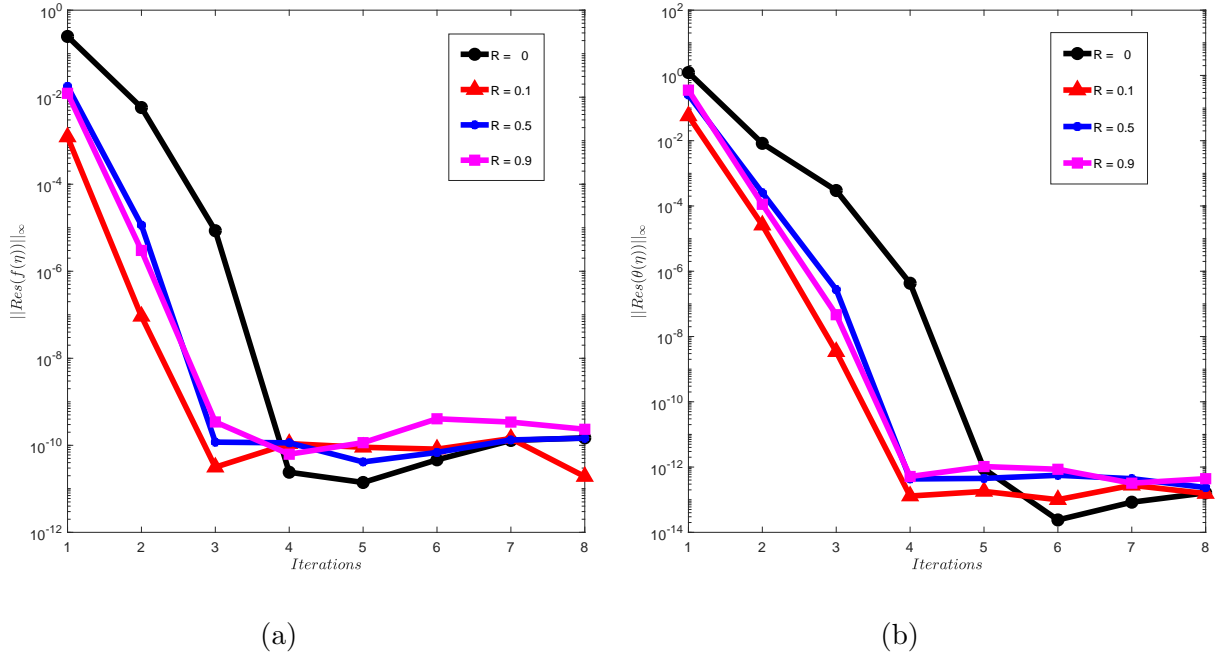 10^0
10^-2
10^-4
10^-6
10^-8
10^-10
10^-12
||Res(f(η))||∞
1 2 3 4 5 6 7 8
Iterations
R = 0
R = 0.1
R = 0.5
R = 0.9
(a)
10^2
10^0
10^-2
10^-4
10^-6
10^-8
10^-10
10^-12
10^-14
||Res(θ(η))||∞
1 2 3 4 5 6 7 8
Iterations
R = 0
R = 0.1
R = 0.5
R = 0.9
(b)